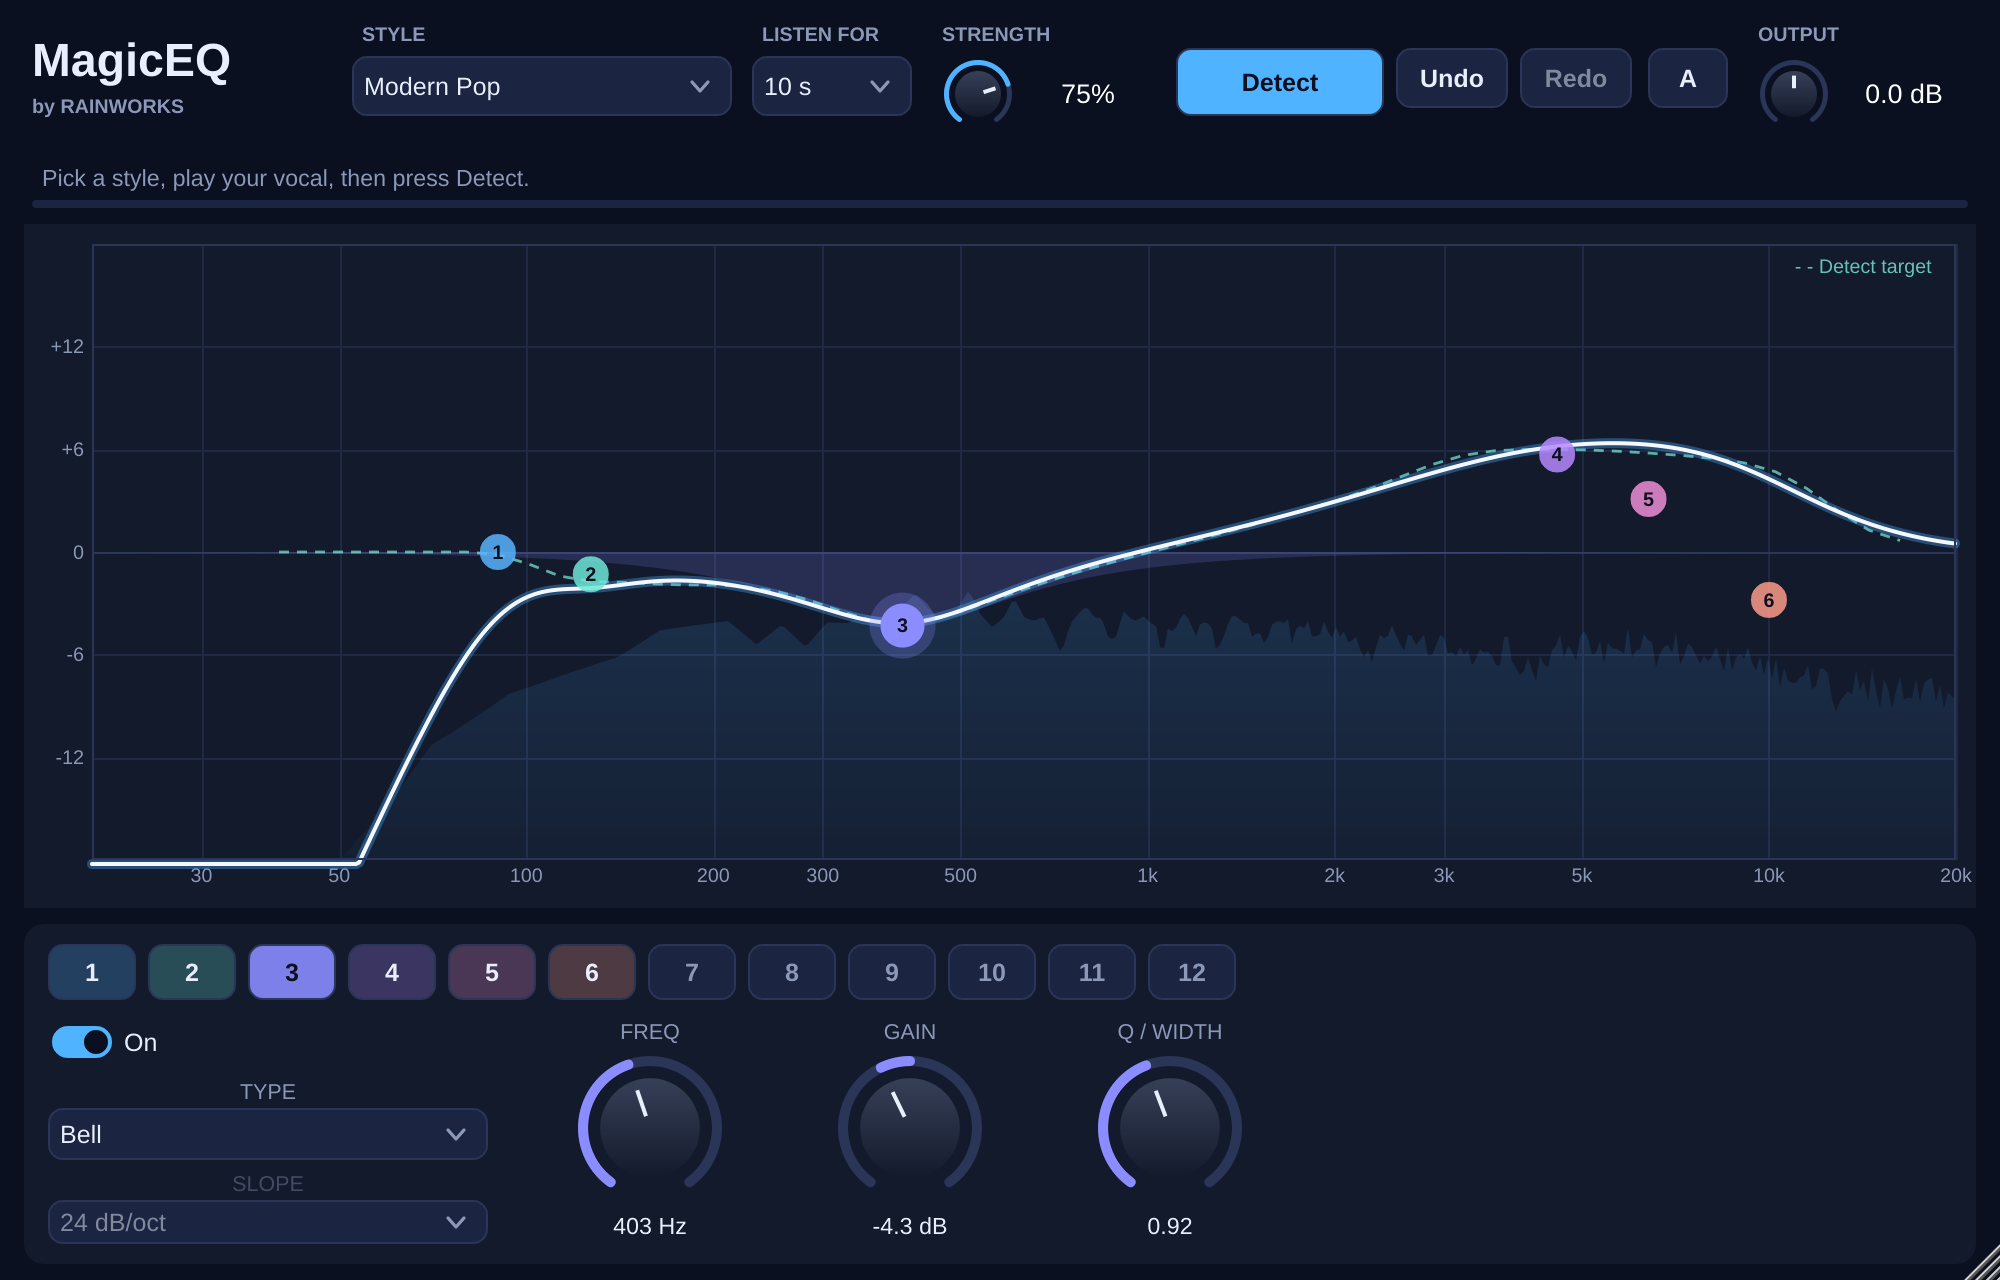 MagicEQ
by RAINWORKS
STYLE
Modern Pop
LISTEN FOR
10 s
STRENGTH
75%
Detect
Undo
Redo
A
OUTPUT
0.0 dB
Pick a style, play your vocal, then press Detect.
- - Detect target
+12
+6
0
-6
-12
1
2
3
4
5
6
30
50
100
200
300
500
1k
2k
3k
5k
10k
20k
1
2
3
4
5
6
7
8
9
10
11
12
On
TYPE
Bell
SLOPE
24 dB/oct
FREQ
403 Hz
GAIN
-4.3 dB
Q / WIDTH
0.92